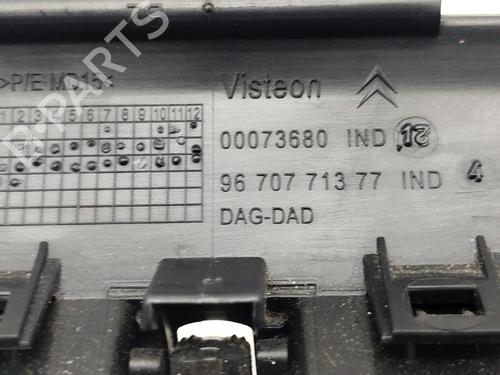 >P/E MD15<
Visteon
1 2 3 4 5 6 7 8 9 10 11 12
00073680 IND 12
96 707 713 77 IND 4
DAG-DAD
B-PARTS